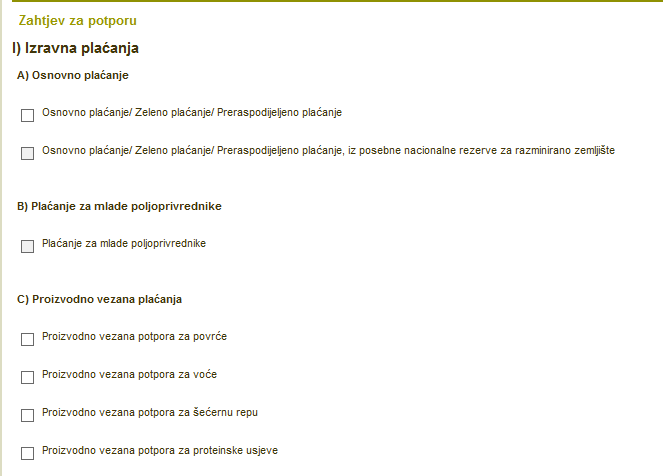 Zahtjev za potporu
I) Izravna plaćanja
A) Osnovno plaćanje
Osnovno plaćanje/ Zeleno plaćanje/ Preraspodijeljeno plaćanje
Osnovno plaćanje/ Zeleno plaćanje/ Preraspodijeljeno plaćanje, iz posebne nacionalne rezerve za razminirano zemljište
B) Plaćanje za mlade poljoprivrednike
Plaćanje za mlade poljoprivrednike
C) Proizvodno vezana plaćanja
Proizvodno vezana potpora za povrće
Proizvodno vezana potpora za voće
Proizvodno vezana potpora za šećernu repu
Proizvodno vezana potpora za proteinske usjeve